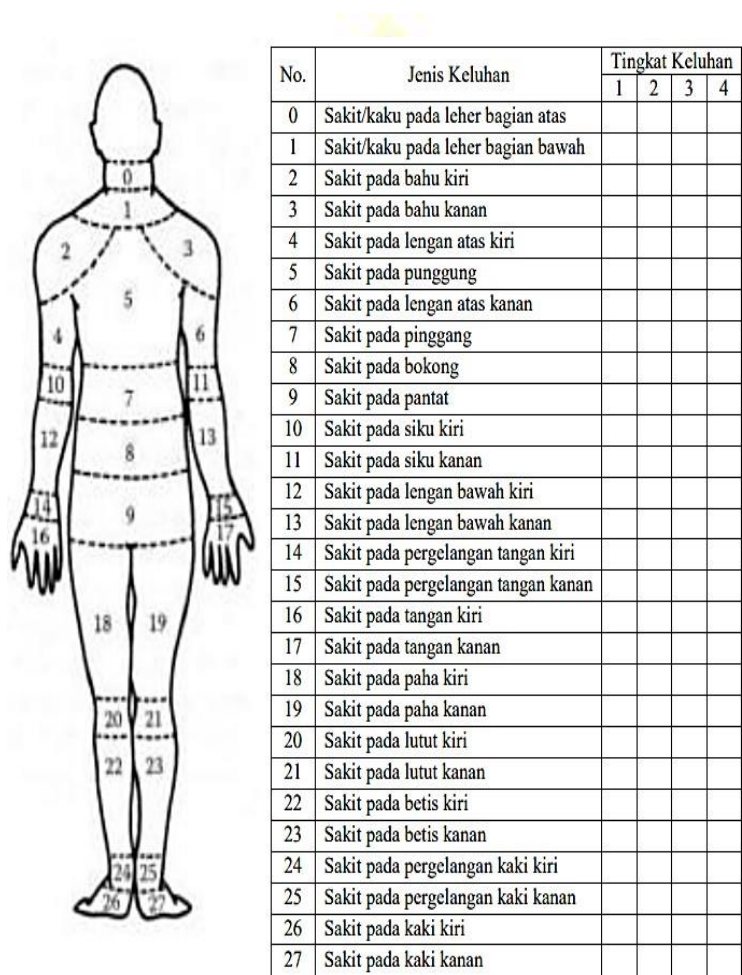 0
1
2 3
5
4 6
10 11
7
12 13
8
14 15
9
16 17
18 19
20 21
22 23
24 25
26 27
No. Jenis Keluhan Tingkat Keluhan
1 2 3 4
0 Sakit/kaku pada leher bagian atas
1 Sakit/kaku pada leher bagian bawah
2 Sakit pada bahu kiri
3 Sakit pada bahu kanan
4 Sakit pada lengan atas kiri
5 Sakit pada punggung
6 Sakit pada lengan atas kanan
7 Sakit pada pinggang
8 Sakit pada bokong
9 Sakit pada pantat
10 Sakit pada siku kiri
11 Sakit pada siku kanan
12 Sakit pada lengan bawah kiri
13 Sakit pada lengan bawah kanan
14 Sakit pada pergelangan tangan kiri
15 Sakit pada pergelangan tangan kanan
16 Sakit pada tangan kiri
17 Sakit pada tangan kanan
18 Sakit pada paha kiri
19 Sakit pada paha kanan
20 Sakit pada lutut kiri
21 Sakit pada lutut kanan
22 Sakit pada betis kiri
23 Sakit pada betis kanan
24 Sakit pada pergelangan kaki kiri
25 Sakit pada pergelangan kaki kanan
26 Sakit pada kaki kiri
27 Sakit pada kaki kanan